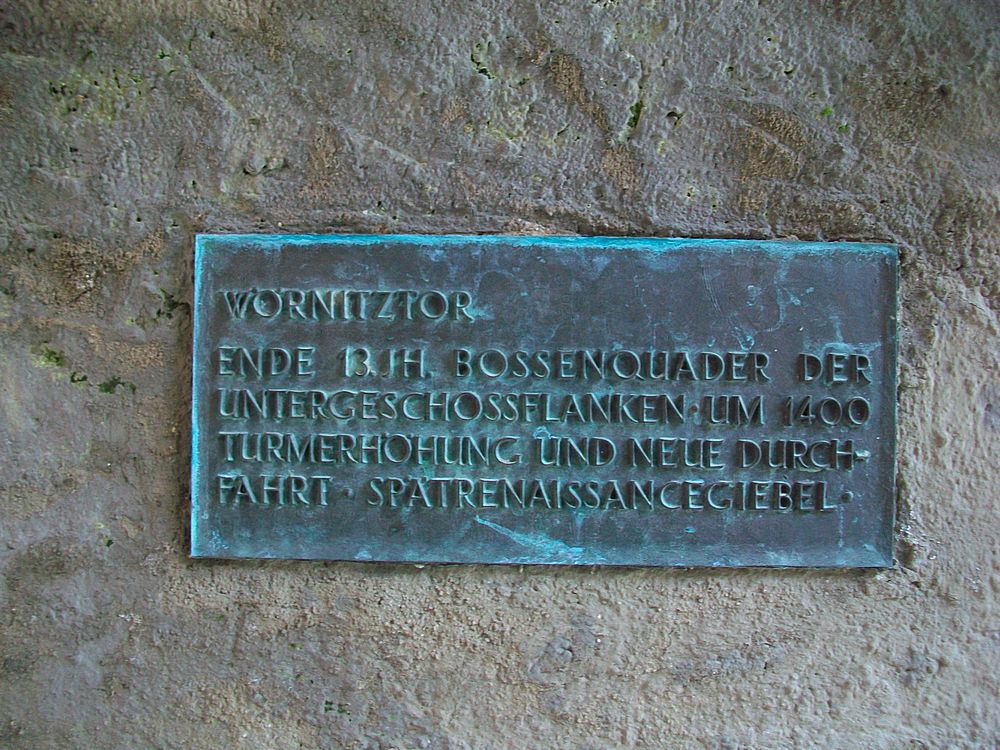 WÖRNITZTOR
ENDE 13.JH. BOSSENQUADER DER
UNTERGESCHOSSFLANKEN · UM 1400
TURMERHÖHUNG UND NEUE DURCH-
FAHRT · SPÄTRENAISSANCEGIEBEL ·